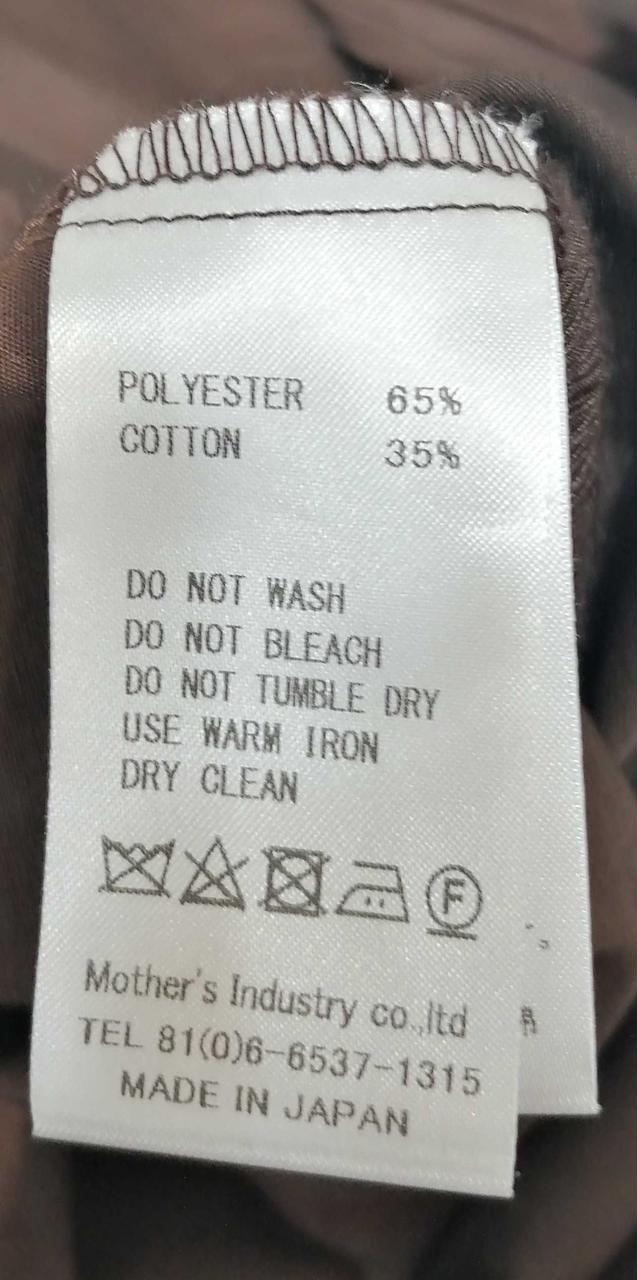 POLYESTER 65%
COTTON 35%
DO NOT WASH
DO NOT BLEACH
DO NOT TUMBLE DRY
USE WARM IRON
DRY CLEAN
F
Mother's Industry co.,ltd
TEL 81(0)6-6537-1315
MADE IN JAPAN